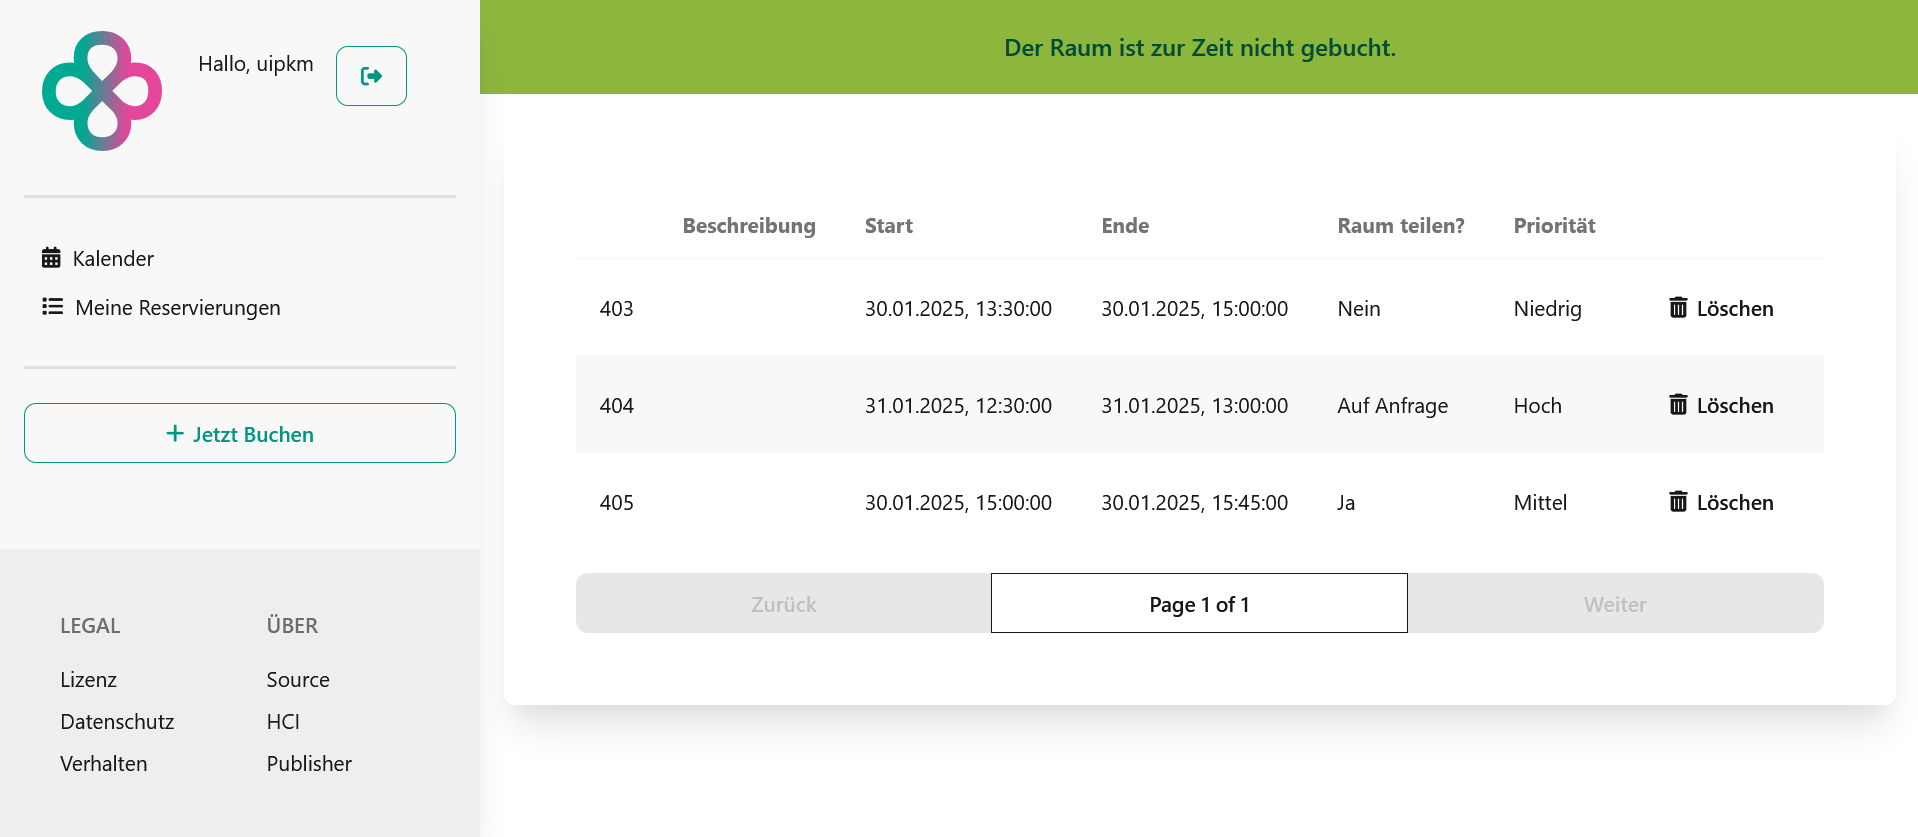 Hallo, uipkm
Der Raum ist zur Zeit nicht gebucht.
Kalender
Meine Reservierungen
Jetzt Buchen
LEGAL ÜBER
Lizenz Source
Datenschutz HCI
Verhalten Publisher
Beschreibung Start Ende Raum teilen? Priorität
403 30.01.2025, 13:30:00 30.01.2025, 15:00:00 Nein Niedrig Löschen
404 31.01.2025, 12:30:00 31.01.2025, 13:00:00 Auf Anfrage Hoch Löschen
405 30.01.2025, 15:00:00 30.01.2025, 15:45:00 Ja Mittel Löschen
Zurück Page 1 of 1 Weiter